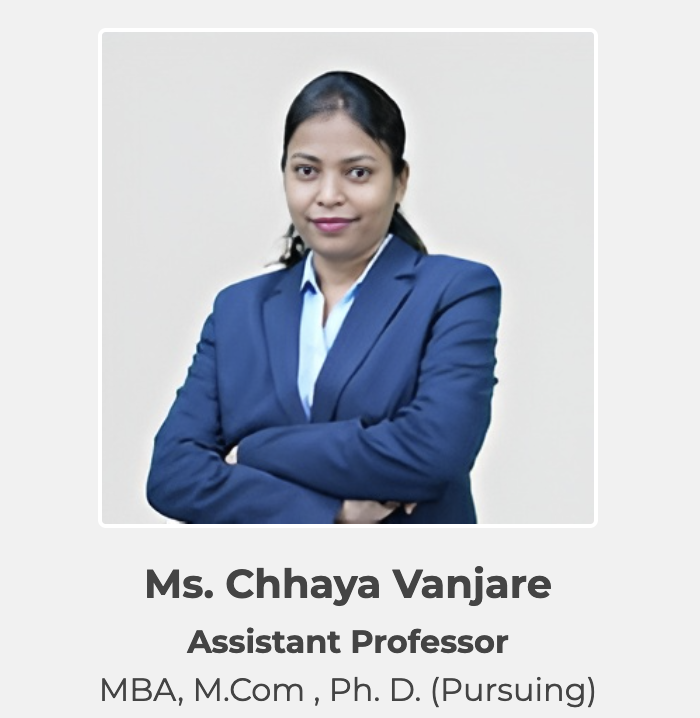 Ms. Chhaya Vanjare
Assistant Professor
MBA, M.Com , Ph. D. (Pursuing)